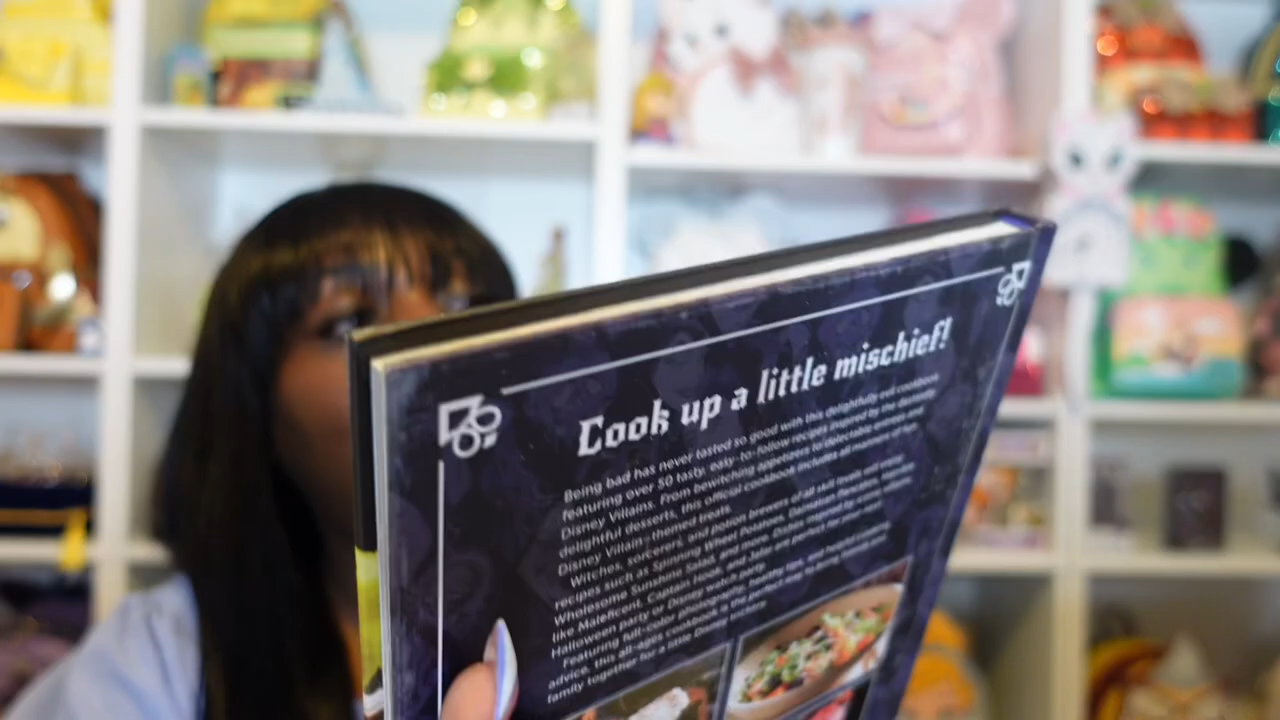 Cook up a little mischief!
Being bad has never tasted so good with this delightfully evil cookbook
featuring over 50 tasty, easy-to-follow recipes inspired by the dastardly
Disney Villains. From bewitching appetizers to delectable entrées and
delightful desserts, this official cookbook includes all manners of fun
Disney Villain–themed treats.
Witches, sorcerers, and potion brewers of all skill levels will enjoy
recipes such as Spinning Wheel Potatoes, Dalmatian Pancakes,
Wholesome Sunshine Salad, and more. Dishes inspired by iconic villains
like Maleficent, Captain Hook, and Jafar are perfect for your next
Halloween party or Disney watch party.
Featuring full-color photography, healthy tips, and helpful cooking
advice, this all-ages cookbook is the perfect way to bring friends and
family together for a little Disney trickery.